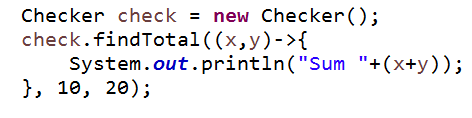 Checker check = new Checker();
check.findTotal((x,y)->{
    System.out.println("Sum "+(x+y));
}, 10, 20);